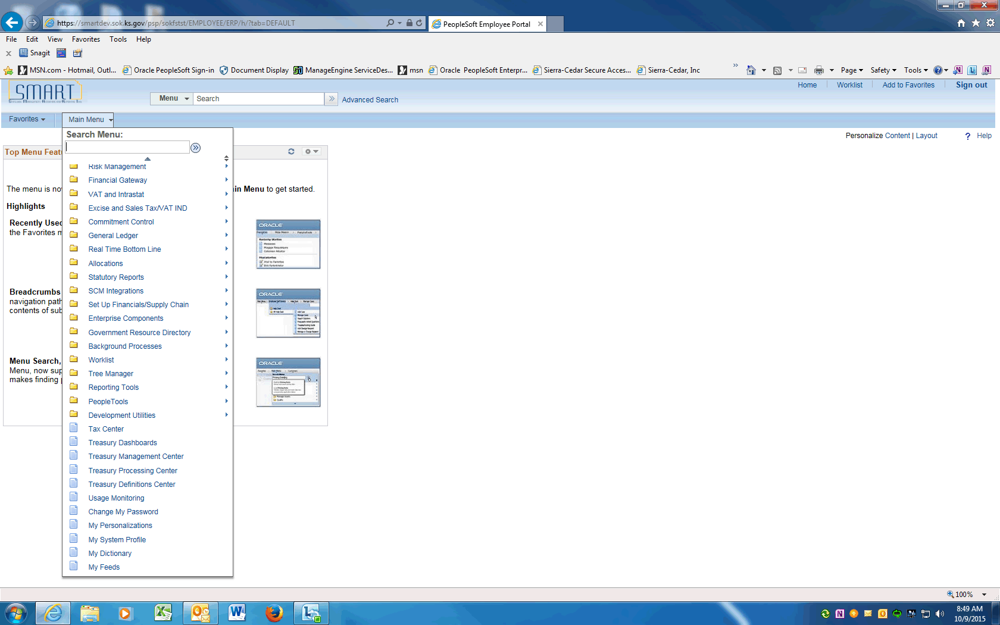 https://smartdev.sok.ks.gov/psp/sokfstst/EMPLOYEE/ERP/h/?tab=DEFAULT
PeopleSoft Employee Portal
File Edit View Favorites Tools Help
x Snagit
MSN.com - Hotmail, Outl... Oracle PeopleSoft Sign-in Document Display ManageEngine ServiceDes... msn Oracle PeopleSoft Enterpr... Sierra-Cedar Secure Acces... Sierra-Cedar, Inc » Page Safety Tools
SMART
Menu Search » Advanced Search
Home Worklist Add to Favorites Sign out
Favorites Main Menu
Personalize Content | Layout ? Help
Search Menu:
Top Menu Featu
Risk Management
Financial Gateway
VAT and Intrastat
Excise and Sales Tax/VAT IND
Commitment Control
General Ledger
Real Time Bottom Line
Allocations
Statutory Reports
SCM Integrations
Set Up Financials/Supply Chain
Enterprise Components
Government Resource Directory
Background Processes
Worklist
Tree Manager
Reporting Tools
PeopleTools
Development Utilities
Tax Center
Treasury Dashboards
Treasury Management Center
Treasury Processing Center
Treasury Definitions Center
Usage Monitoring
Change My Password
My Personalizations
My System Profile
My Dictionary
My Feeds
The menu is no
in Menu to get started.
Highlights
Recently Used
the Favorites m
ORACLE
Breadcrumbs
navigation path
contents of sub
ORACLE
Menu Search,
Menu, now sup
makes finding p
ORACLE
100%
8:49 AM
10/9/2015